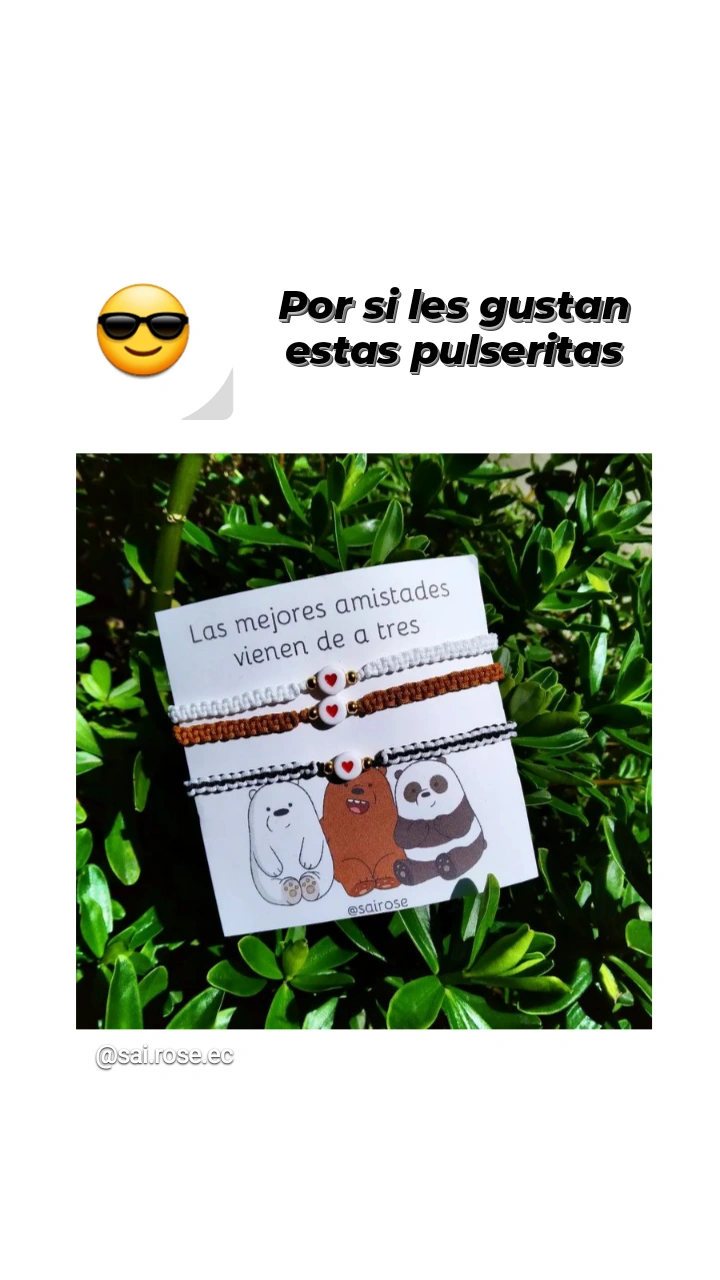 Por si les gustan
estas pulseritas
Las mejores amistades
vienen de a tres
@sairose
@sai.rose.ec